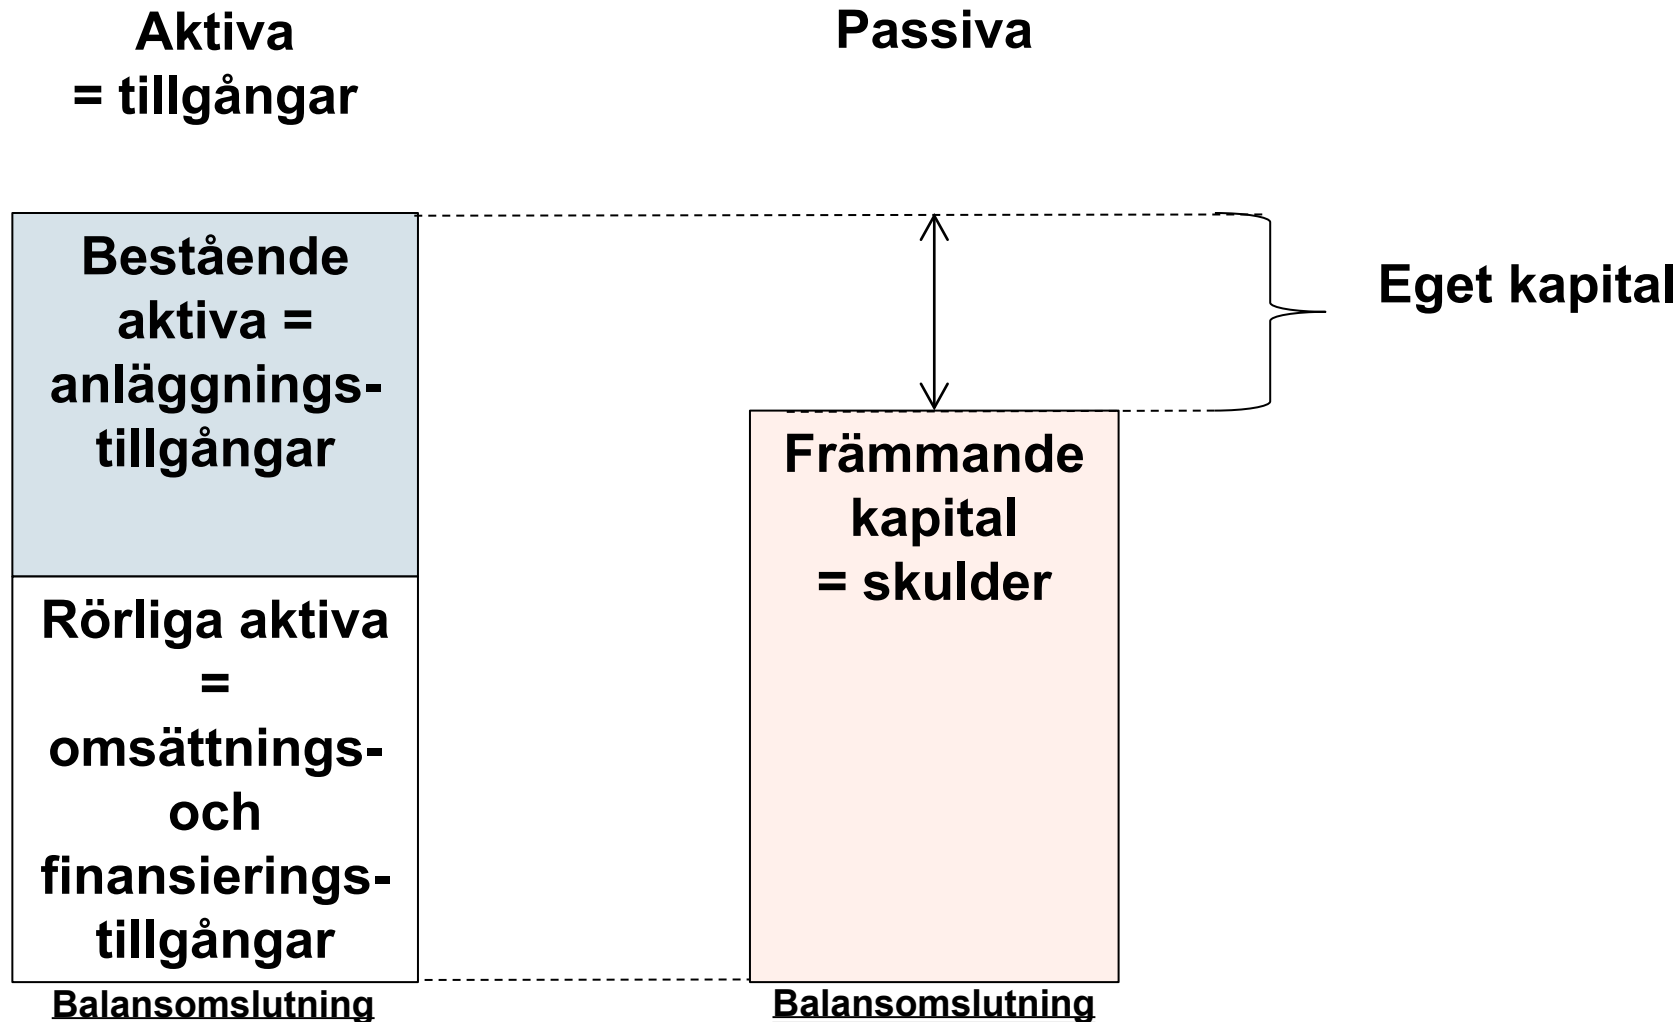 Aktiva
= tillgångar
Passiva
Bestående
aktiva =
anläggnings-
tillgångar
Rörliga aktiva
=
omsättnings-
och
finansierings-
tillgångar
Balansomslutning
Eget kapital
Främmande
kapital
= skulder
Balansomslutning